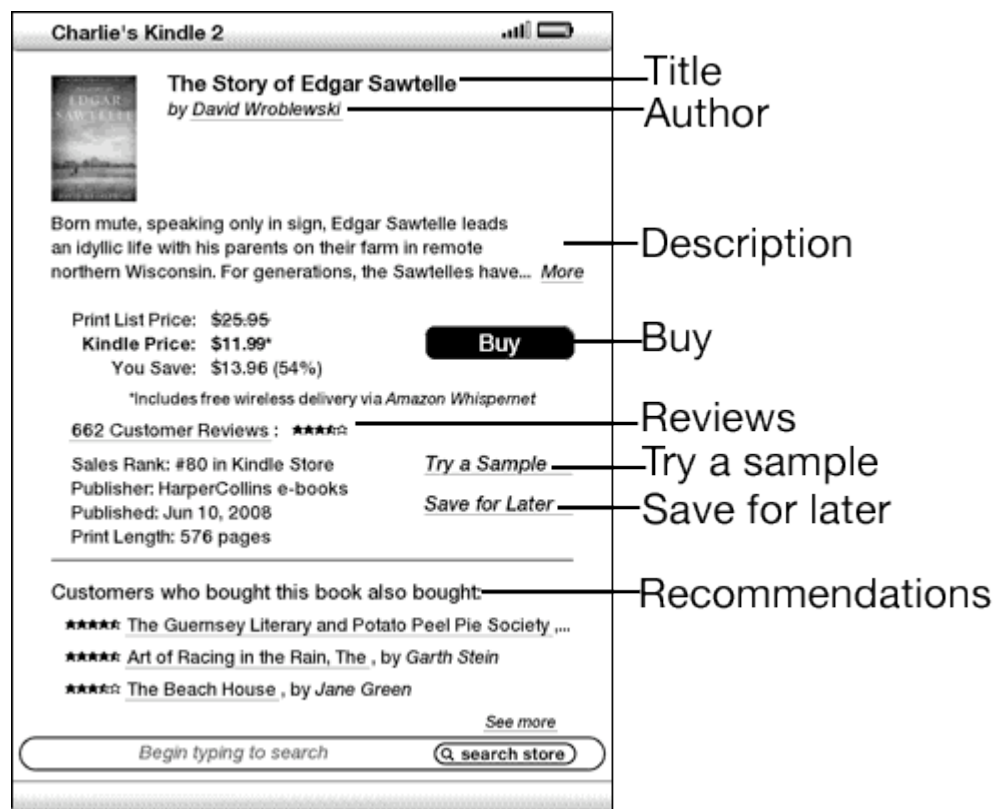 Charlie's Kindle 2
The Story of Edgar Sawtelle
by David Wroblewski
EDGAR
SAWTELLE
Born mute, speaking only in sign, Edgar Sawtelle leads
an idyllic life with his parents on their farm in remote
northern Wisconsin. For generations, the Sawtelles have... More
Print List Price: $25.95
Kindle Price: $11.99*
You Save: $13.96 (54%)
Buy
*Includes free wireless delivery via Amazon Whispernet
662 Customer Reviews :
Sales Rank: #80 in Kindle Store
Publisher: HarperCollins e-books
Published: Jun 10, 2008
Print Length: 576 pages
Try a Sample
Save for Later
Customers who bought this book also bought:
The Guernsey Literary and Potato Peel Pie Society ,...
Art of Racing in the Rain, The , by Garth Stein
The Beach House , by Jane Green
See more
Begin typing to search
search store
Title
Author
Description
Buy
Reviews
Try a sample
Save for later
Recommendations